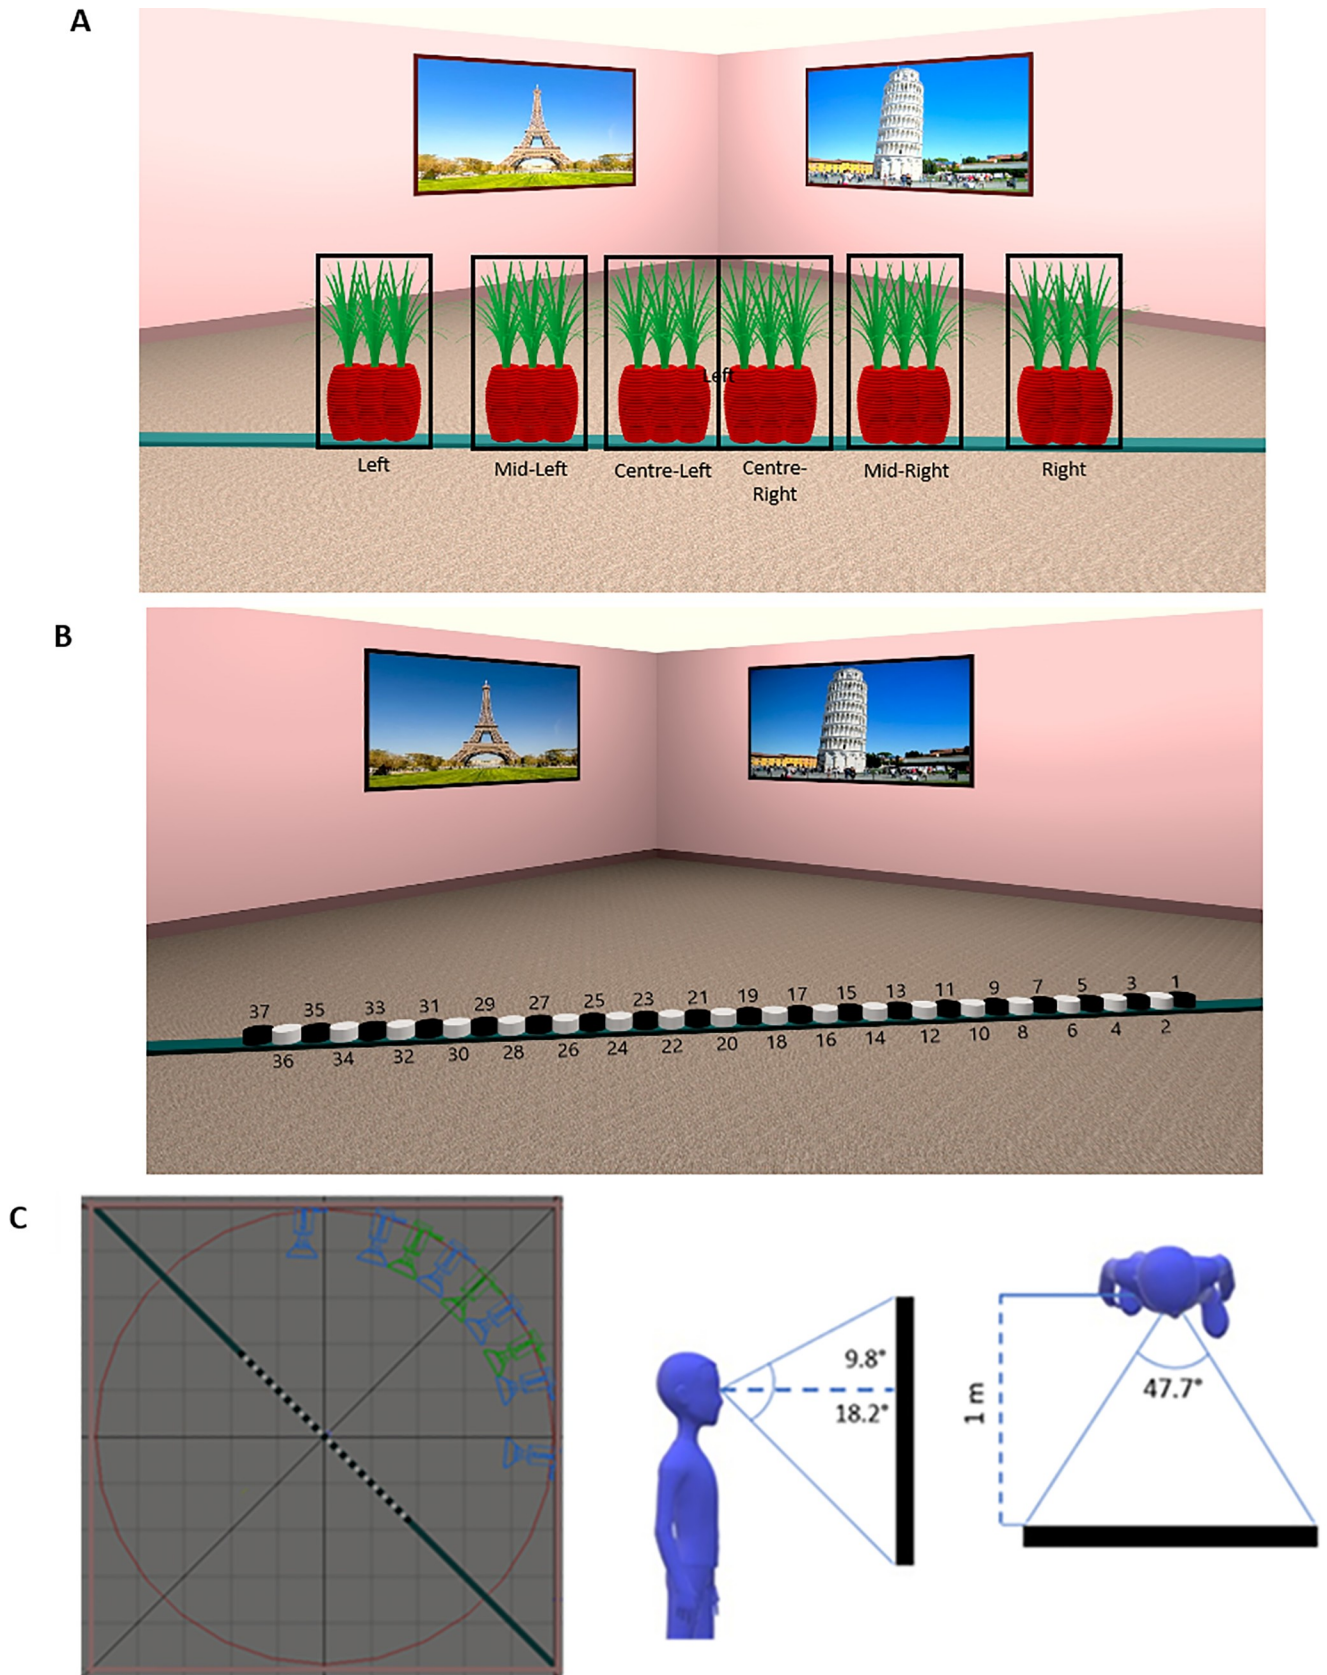 A
Left
Left
Mid-Left
Centre-Left
Centre-
Right
Mid-Right
Right
B
37 35 33 31 29 27 25 23 21 19 17 15 13 11 9 7 5 3 1
36 34 32 30 28 26 24 22 20 18 16 14 12 10 8 6 4 2
C
9.8°
18.2°
1 m
47.7°